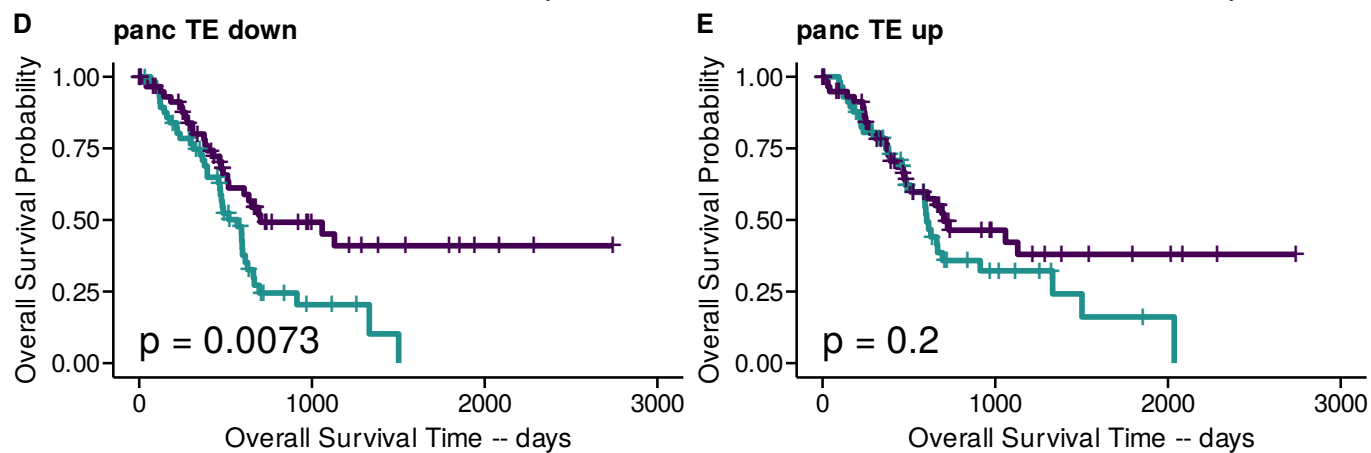 D
panc TE down
Overall Survival Probability
1.00
0.75
0.50
0.25
0.00
p = 0.0073
0
1000
2000
3000
Overall Survival Time -- days
E
panc TE up
Overall Survival Probability
1.00
0.75
0.50
0.25
0.00
p = 0.2
0
1000
2000
3000
Overall Survival Time -- days